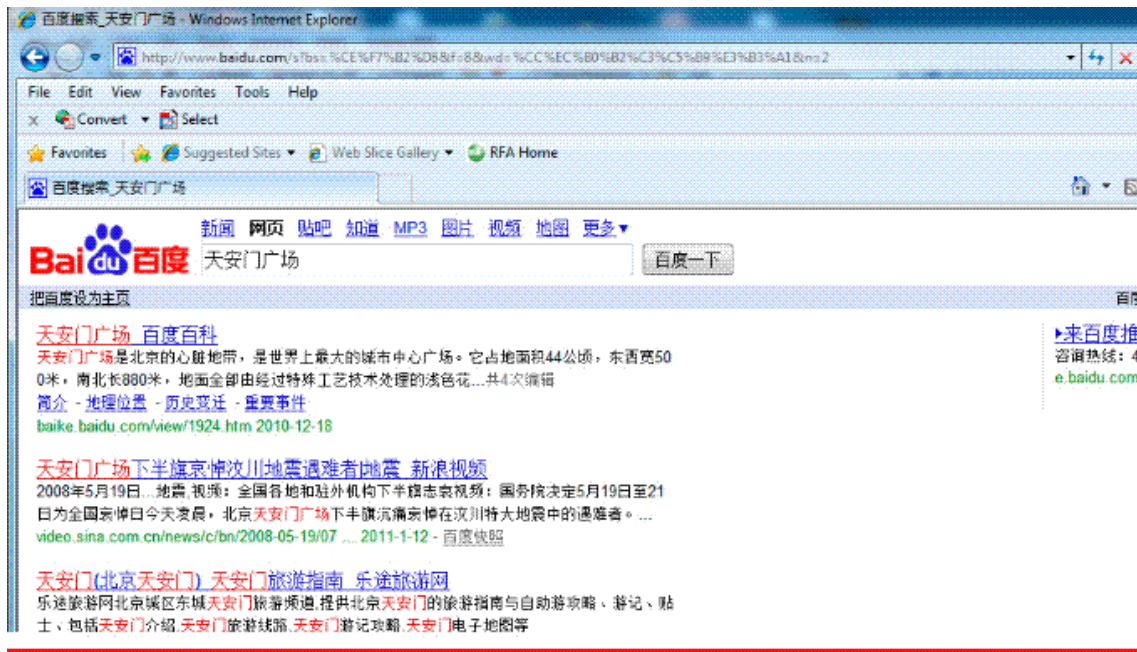 百度搜索_天安门广场 - Windows Internet Explorer
http://www.baidu.com/s?bs=%CE%F7%B2%D8&f=8&wd=%CC%EC%B0%B2%C3%C5%B9%E3%B3%A1&n=2
File Edit View Favorites Tools Help
x Convert Select
Favorites Suggested Sites Web Slice Gallery RFA Home
百度搜索_天安门广场
新闻 网页 贴吧 知道 MP3 图片 视频 地图 更多▼
Bai du 百度 天安门广场 百度一下
把百度设为主页 百度
天安门广场_百度百科 ▸来百度推
天安门广场是北京的心脏地带，是世界上最大的城市中心广场。它占地面积44公顷，东西宽50 咨询热线：4
0米，南北长880米，地面全部由经过特殊工艺技术处理的浅色花...共4次编辑 e.baidu.com
简介 - 地理位置 - 历史变迁 - 重要事件
baike.baidu.com/view/1924.htm 2010-12-18
天安门广场下半旗哀悼汶川地震遇难者|地震_新浪视频
2008年5月19日...地震,视频：全国各地和驻外机构下半旗志哀视频：国务院决定5月19日至21
日为全国哀悼日今天凌晨，北京天安门广场下半旗沉痛哀悼在汶川特大地震中的遇难者。...
video.sina.com.cn/news/c/bn/2008-05-19/07 ... 2011-1-12 - 百度快照
天安门(北京天安门)_天安门旅游指南_乐途旅游网
乐途旅游网北京城区东城天安门旅游频道,提供北京天安门的旅游指南与自助游攻略、游记、贴
士、包括天安门介绍,天安门旅游线路,天安门游记攻略,天安门电子地图等